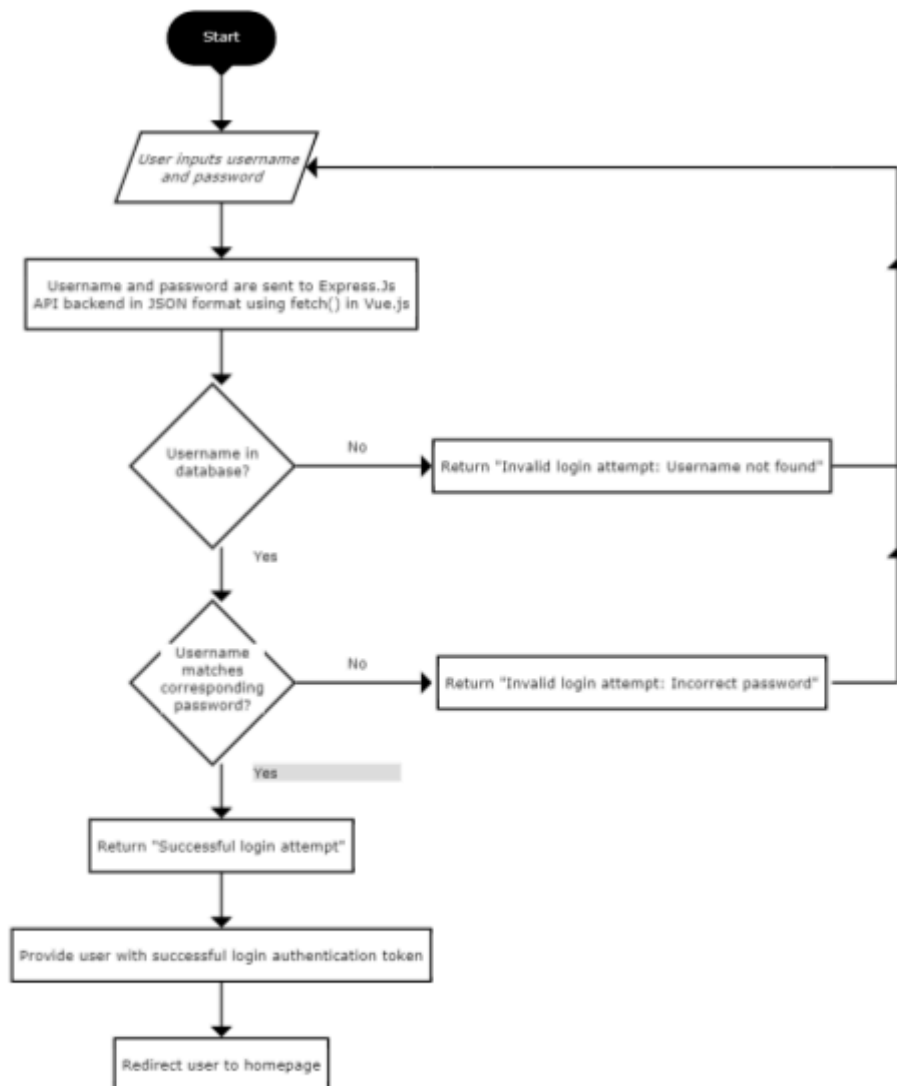 Start
User inputs username
and password
Username and password are sent to Express.Js
API backend in JSON format using fetch() in Vue.js
Username in
database?
No
Return "Invalid login attempt: Username not found"
Yes
Username
matches
corresponding
password?
No
Return "Invalid login attempt: Incorrect password"
Yes
Return "Successful login attempt"
Provide user with successful login authentication token
Redirect user to homepage